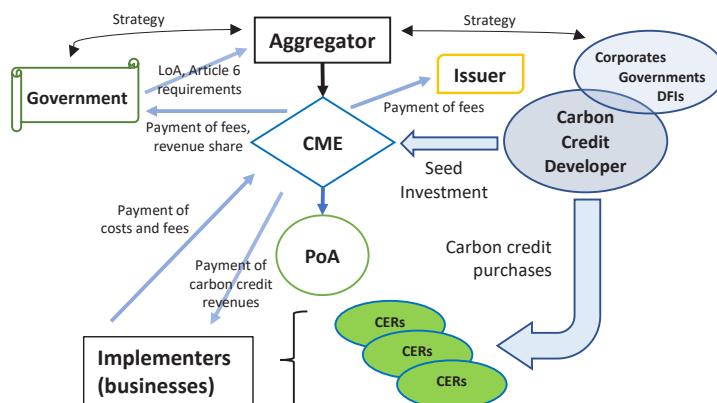 Strategy
Strategy
Aggregator
Corporates
Governments
DFIs
LoA, Article 6
requirements
Issuer
Government
Payment of fees
Payment of fees,
revenue share
CME
Carbon
Credit
Developer
Seed
Investment
Payment of
costs and fees
PoA
Carbon credit
purchases
Payment of
carbon credit
revenues
CERs
Implementers
(businesses)
CERs
CERs